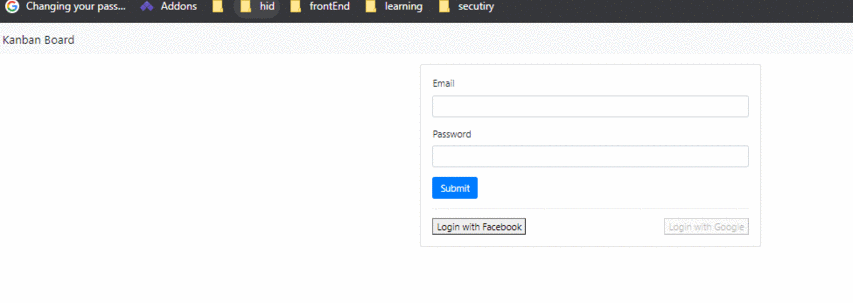 Changing your pass... Addons hid frontEnd learning secutiry
Kanban Board
Email
Password
Submit
Login with Facebook Login with Google